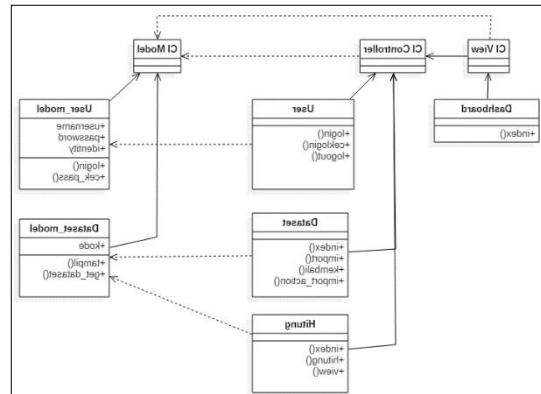 CI View
CI Controller
CI Model
Dashboard
+index()
User
+login()
+ceklogin()
+logout()
User_model
+username
+password
+identity
+login()
+cek_pass()
Dataset
+index()
+import()
+kembali()
+import_action()
Dataset_model
+kode
+tampil()
+get_dataset()
Hitung
+index()
+hitung()
+view()